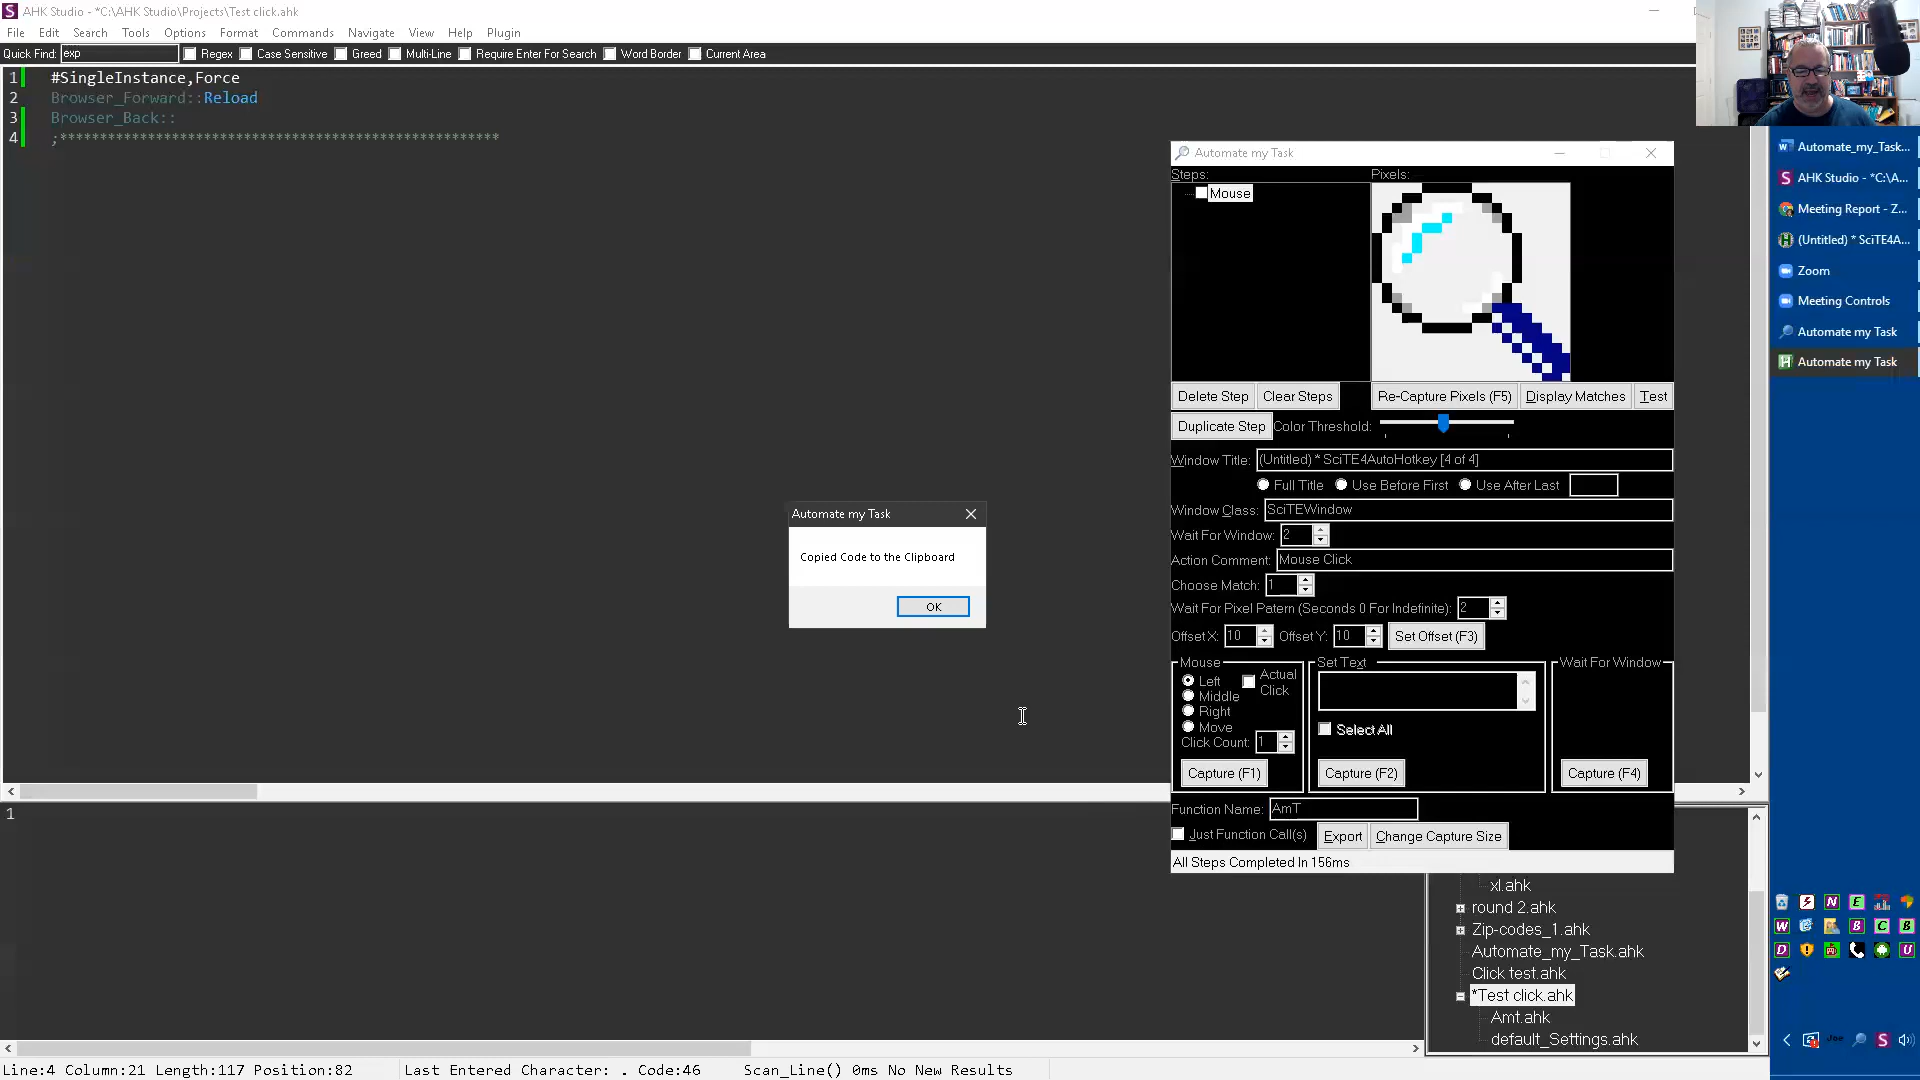 AHK Studio - *C:\AHK Studio\Projects\Test click.ahk
File Edit Search Tools Options Format Commands Navigate View Help Plugin
Quick Find: exp Regex Case Sensitive Greed Multi-Line Require Enter For Search Word Border Current Area
1 #SingleInstance,Force
2 Browser_Forward::Reload
3 Browser_Back::
4 ;*******************************************************
1
Automate my Task
Copied Code to the Clipboard
OK
Automate my Task
Steps: Pixels:
Mouse
Delete Step Clear Steps Re-Capture Pixels (F5) Display Matches Test
Duplicate Step Color Threshold:
Window Title: (Untitled) * SciTE4AutoHotkey [4 of 4]
Full Title Use Before First Use After Last
Window Class: SciTEWindow
Wait For Window: 2
Action Comment: Mouse Click
Choose Match: 1
Wait For Pixel Patern (Seconds 0 For Indefinite): 2
Offset X: 10 Offset Y: 10 Set Offset (F3)
Mouse Set Text Wait For Window
Left Actual Click
Middle
Right
Move
Select All
Click Count: 1
Capture (F1) Capture (F2) Capture (F4)
Function Name: AmT
Just Function Call(s) Export Change Capture Size
All Steps Completed In 156ms
xl.ahk
round 2.ahk
Zip-codes_1.ahk
Automate_my_Task.ahk
Click test.ahk
*Test click.ahk
Amt.ahk
default_Settings.ahk
Automate_my_Task...
AHK Studio - *C:\A...
Meeting Report - Z...
(Untitled) * SciTE4A...
Zoom
Meeting Controls
Automate my Task
Automate my Task
N E
W B C B
D U
Joe S
Line:4 Column:21 Length:117 Position:82 Last Entered Character: . Code:46 Scan_Line() 0ms No New Results